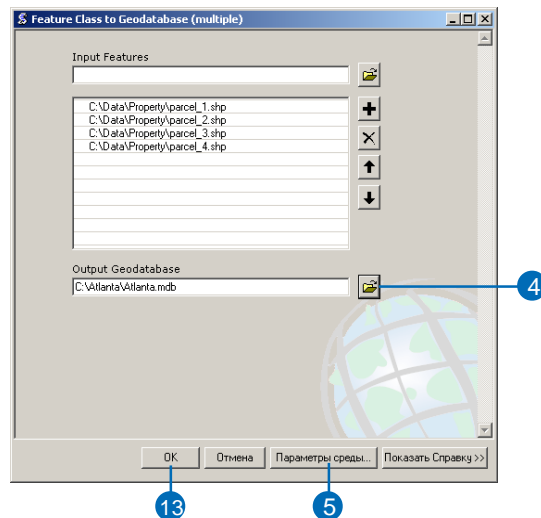 Feature Class to Geodatabase (multiple)
Input Features
C:\Data\Property\parcel_1.shp
C:\Data\Property\parcel_2.shp
C:\Data\Property\parcel_3.shp
C:\Data\Property\parcel_4.shp
Output Geodatabase
C:\Atlanta\Atlanta.mdb
4
OK Отмена Параметры среды... Показать Справку >>
13 5